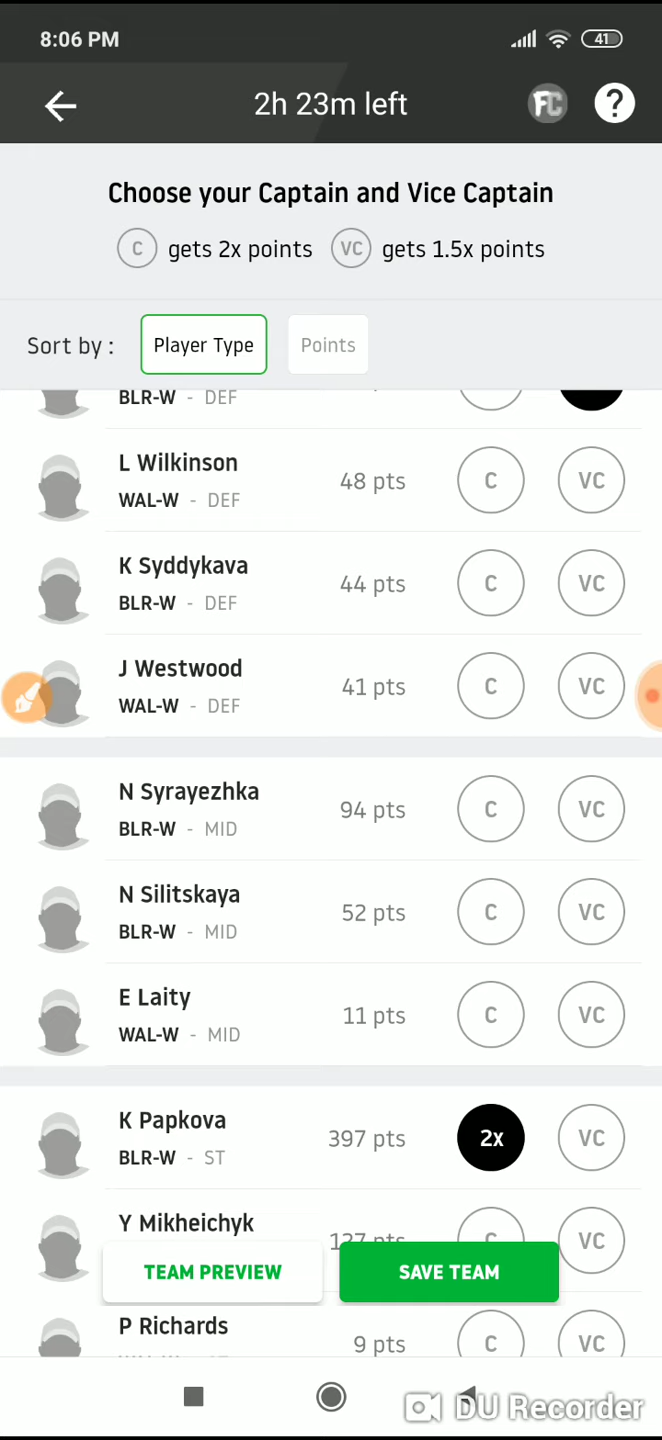 8:06 PM
41
2h 23m left
FC
?
Choose your Captain and Vice Captain
C gets 2x points VC gets 1.5x points
Sort by : Player Type Points
BLR-W - DEF
L Wilkinson
WAL-W - DEF
48 pts C VC
K Syddykava
BLR-W - DEF
44 pts C VC
J Westwood
WAL-W - DEF
41 pts C VC
N Syrayezhka
BLR-W - MID
94 pts C VC
N Silitskaya
BLR-W - MID
52 pts C VC
E Laity
WAL-W - MID
11 pts C VC
K Papkova
BLR-W - ST
397 pts 2x VC
Y Mikheichyk
127 pts C VC
TEAM PREVIEW SAVE TEAM
P Richards
9 pts C VC
DU Recorder